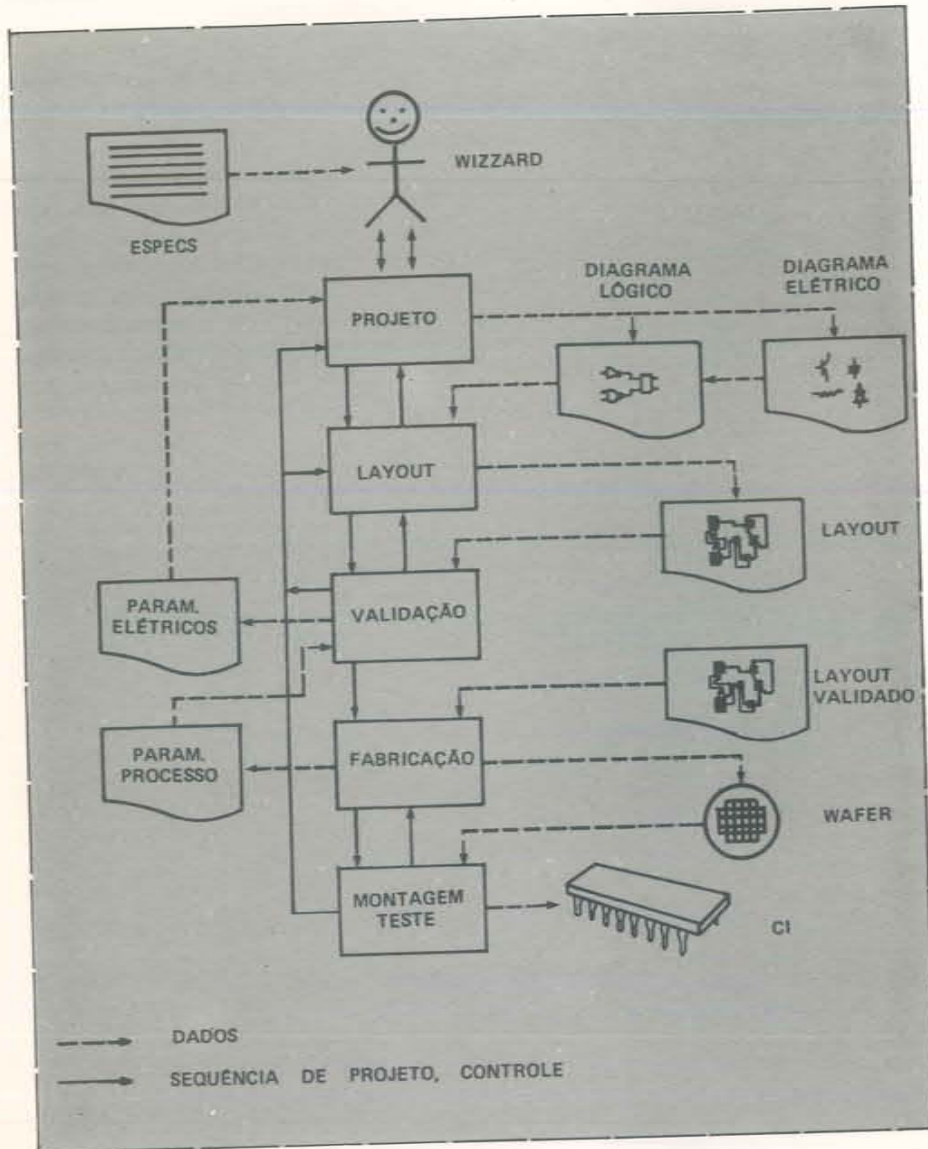 WIZZARD
ESPECS
PROJETO
DIAGRAMA
LÓGICO
DIAGRAMA
ELÉTRICO
LAYOUT
LAYOUT
PARAM.
ELÉTRICOS
VALIDAÇÃO
LAYOUT
VALIDADO
PARAM.
PROCESSO
FABRICAÇÃO
WAFER
MONTAGEM
TESTE
CI
DADOS
SEQUÊNCIA DE PROJETO, CONTROLE